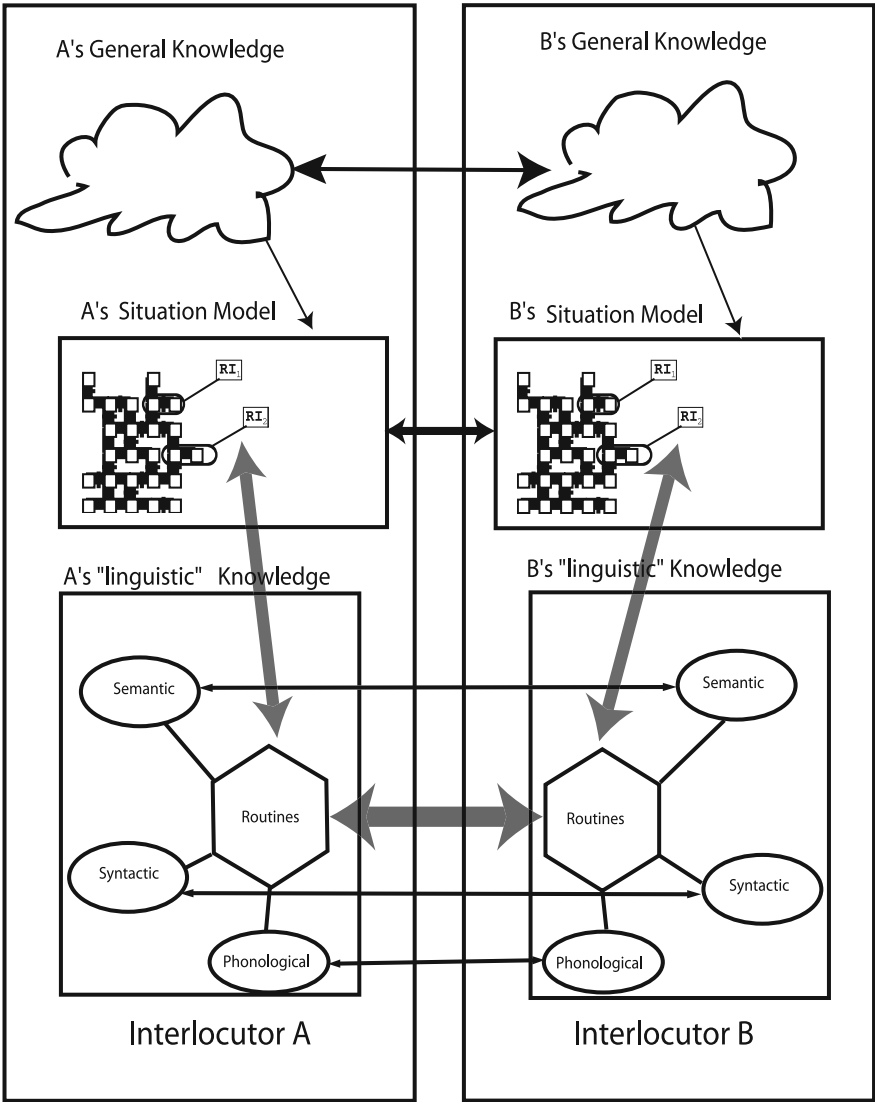 A's General Knowledge
B's General Knowledge
A's Situation Model
B's Situation Model
RI1
RI2
RI1
RI2
A's "linguistic" Knowledge
B's "linguistic" Knowledge
Semantic
Semantic
Routines
Routines
Syntactic
Syntactic
Phonological
Phonological
Interlocutor A
Interlocutor B